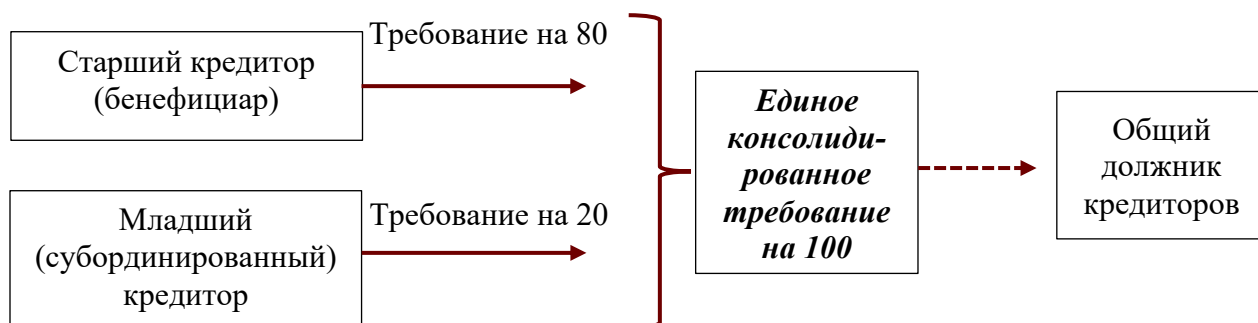 Старший кредитор
(бенефициар)
Требование на 80
Младший
(субординированный)
кредитор
Требование на 20
Единое
консолиди-
рованное
требование
на 100
Общий
должник
кредиторов